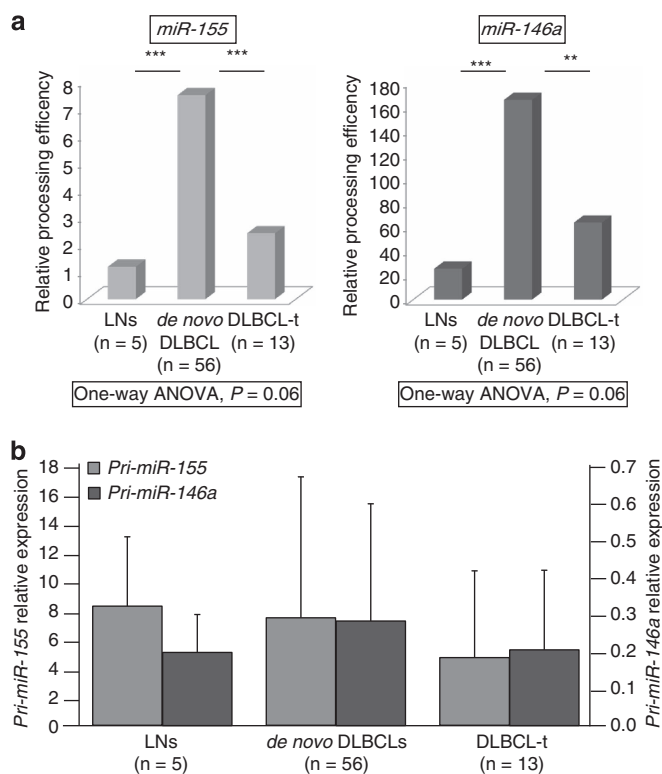 a
miR-155
miR-146a
*** ***
*** **
Relative processing efficency
8
7
6
5
4
3
2
1
0
LNs de novo DLBCL-t
(n = 5) DLBCL (n = 13)
(n = 56)
One-way ANOVA, P = 0.06
Relative processing efficency
180
160
140
120
100
80
60
40
20
0
LNs de novo DLBCL-t
(n = 5) DLBCL (n = 13)
(n = 56)
One-way ANOVA, P = 0.06
b
Pri-miR-155 relative expression
18
16
14
12
10
8
6
4
2
0
Pri-miR-155
Pri-miR-146a
0.7
0.6
0.5
0.4
0.3
0.2
0.1
0.0
Pri-miR-146a relative expression
LNs de novo DLBCLs DLBCL-t
(n = 5) (n = 56) (n = 13)